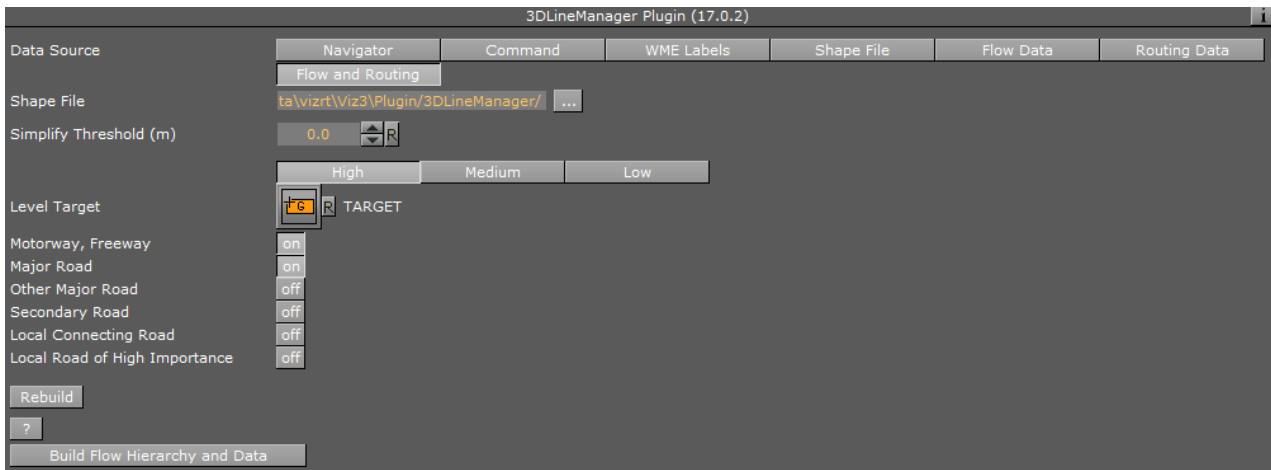 3DLineManager Plugin (17.0.2) i
Data Source Navigator Command WME Labels Shape File Flow Data Routing Data
Flow and Routing
Shape File ta\vizrt\Viz3\Plugin/3DLineManager/ ...
Simplify Threshold (m) 0.0 R
High Medium Low
Level Target G R TARGET
Motorway, Freeway on
Major Road on
Other Major Road off
Secondary Road off
Local Connecting Road off
Local Road of High Importance off
Rebuild
?
Build Flow Hierarchy and Data